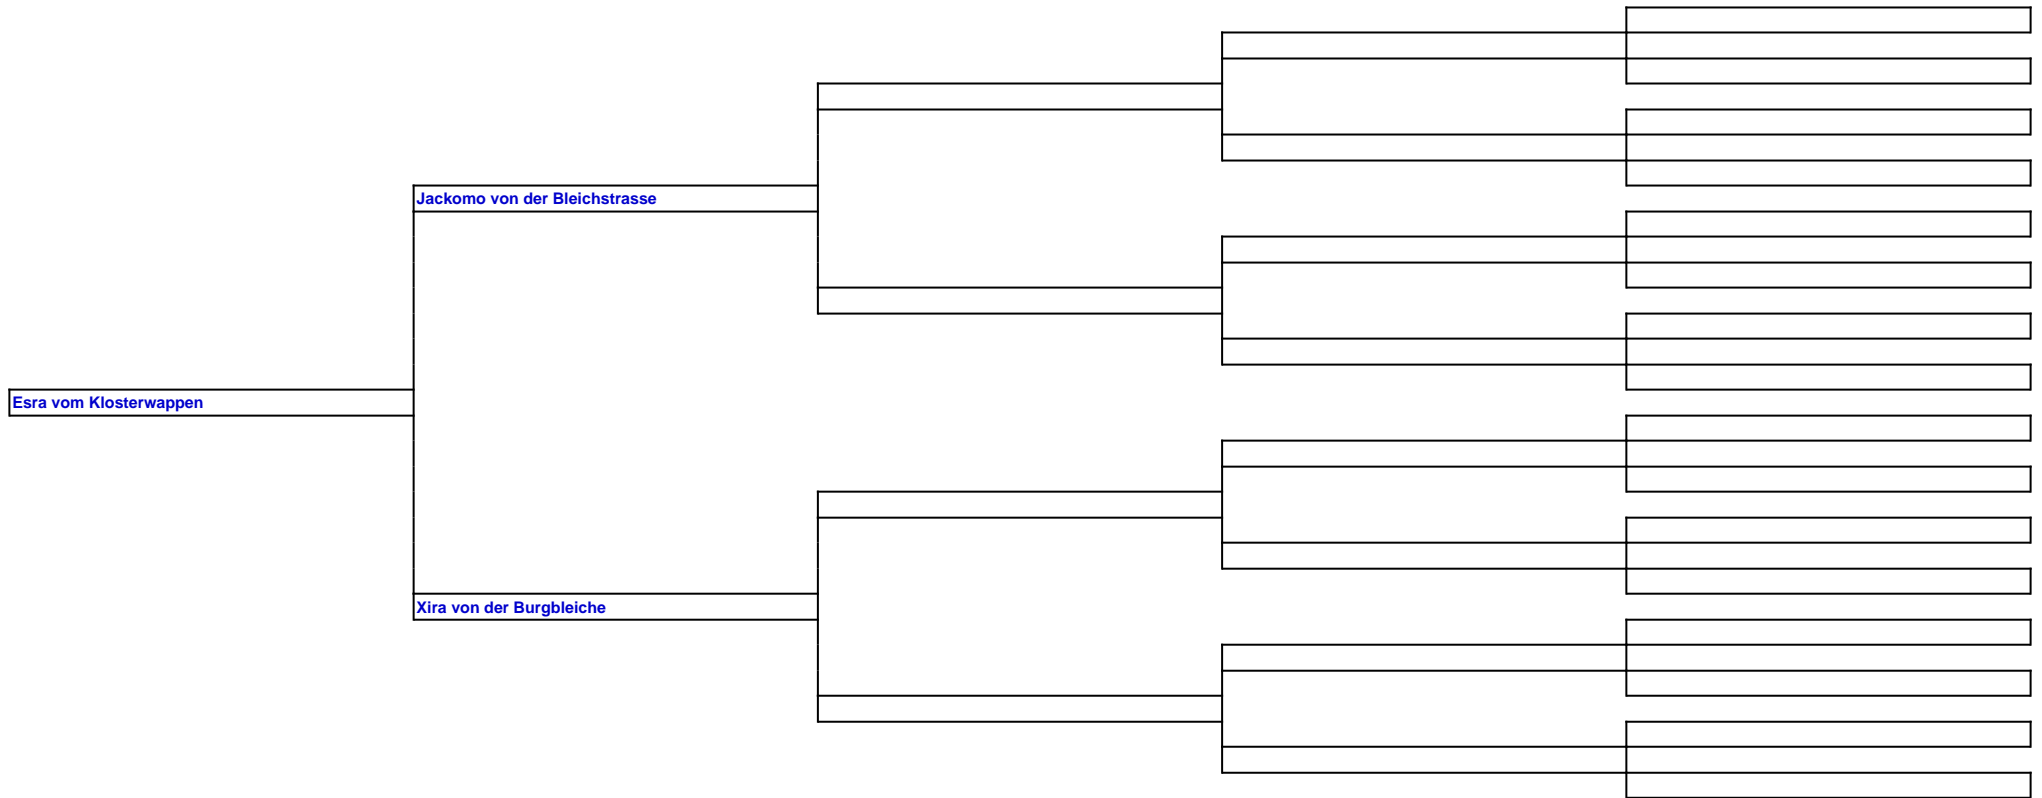 Jackomo von der Bleichstrasse
Esra vom Klosterwappen
Xira von der Burgbleiche